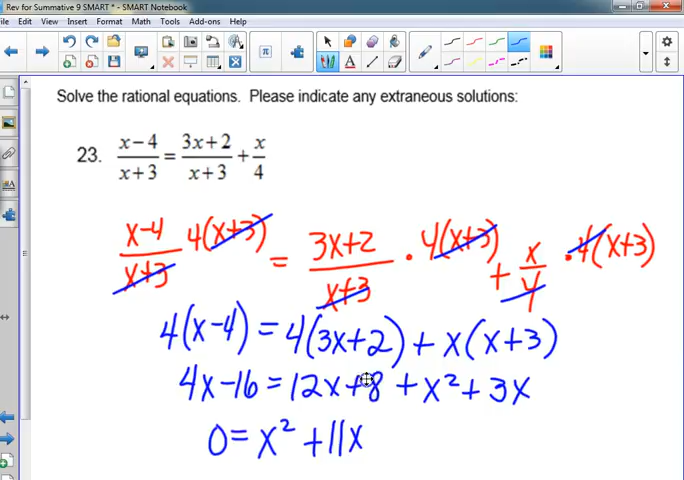 Rev for Summative 9 SMART * - SMART Notebook
File Edit View Insert Format Tools Add-ons Help
Solve the rational equations. Please indicate any extraneous solutions:
23. (x-4)/(x+3) = (3x+2)/(x+3) + x/4
(x-4)/(x+3) 4(x+3) = (3x+2)/(x+3) · 4(x+3) + x/4 · 4(x+3)
4(x-4) = 4(3x+2) + x(x+3)
4x-16 = 12x+8 + x² + 3x
0 = x² + 11x